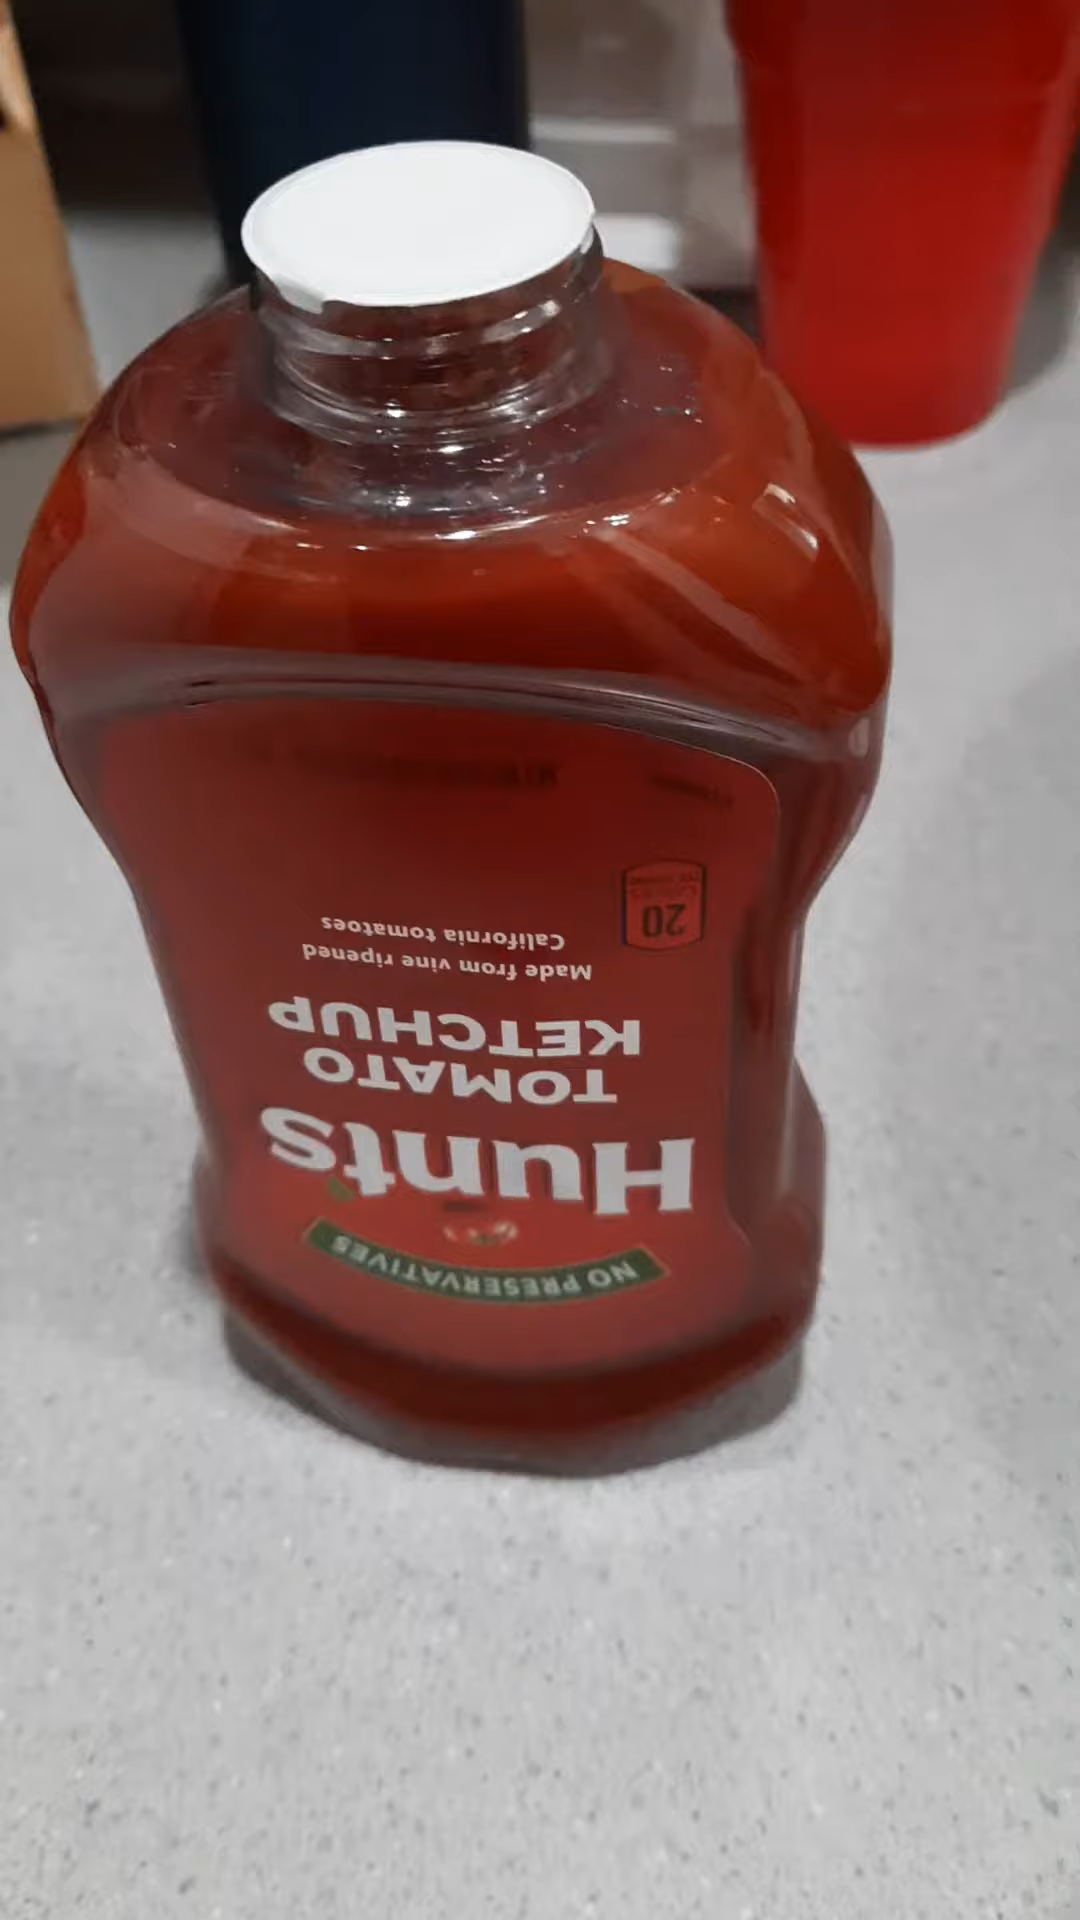 NO PRESERVATIVES
Hunt's
TOMATO
KETCHUP
Made from vine ripened
California tomatoes
20